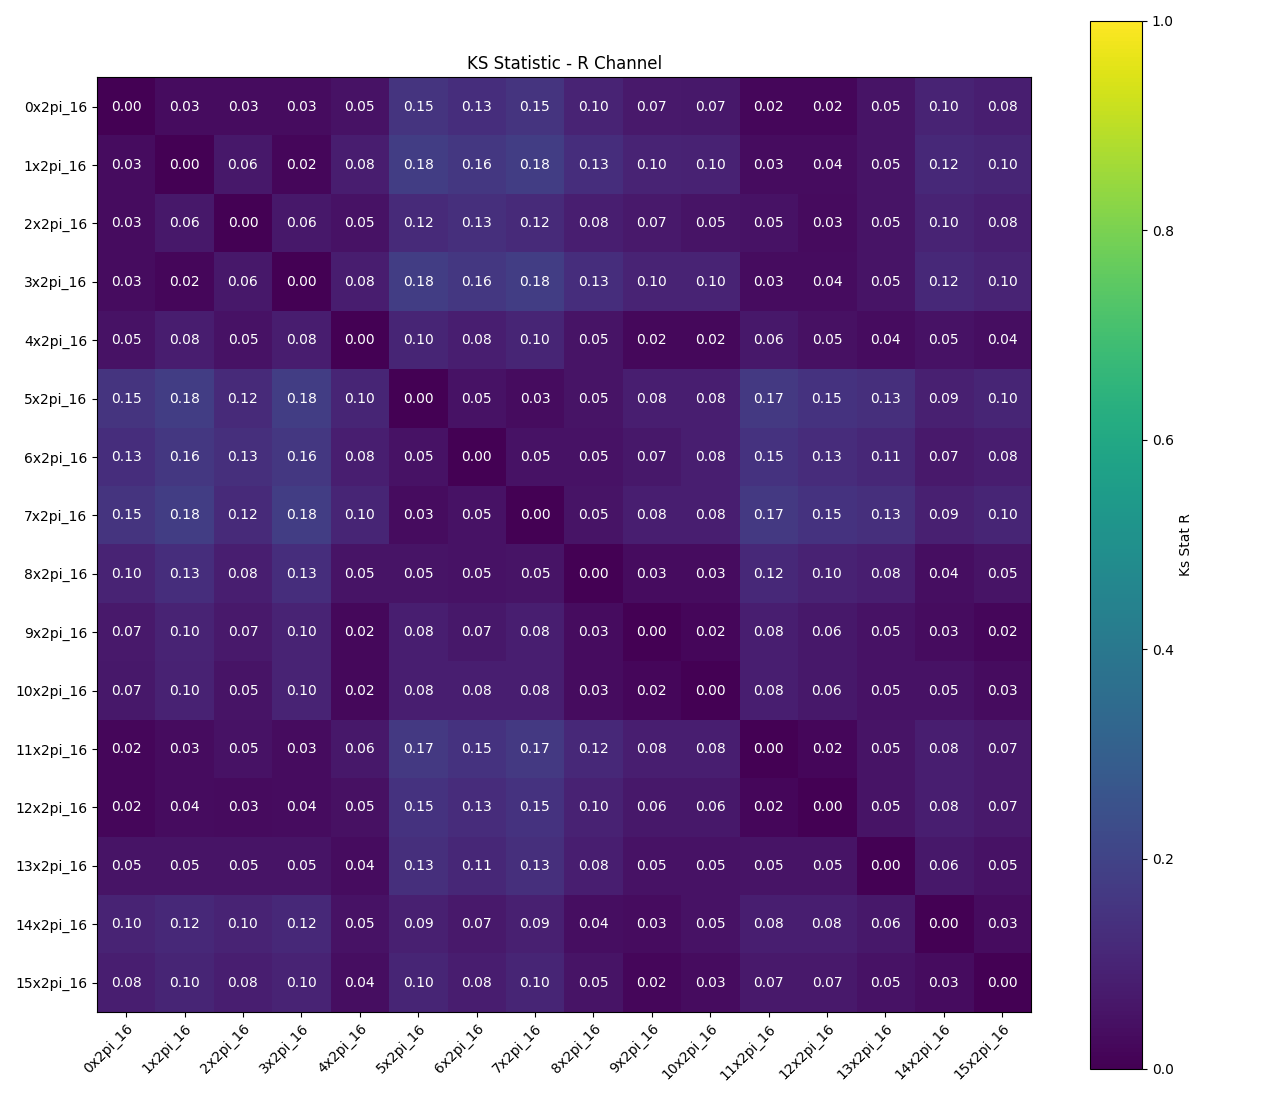 KS Statistic - R Channel
0x2pi_16 0.00 0.03 0.03 0.03 0.05 0.15 0.13 0.15 0.10 0.07 0.07 0.02 0.02 0.05 0.10 0.08
1x2pi_16 0.03 0.00 0.06 0.02 0.08 0.18 0.16 0.18 0.13 0.10 0.10 0.03 0.04 0.05 0.12 0.10
2x2pi_16 0.03 0.06 0.00 0.06 0.05 0.12 0.13 0.12 0.08 0.07 0.05 0.05 0.03 0.05 0.10 0.08
3x2pi_16 0.03 0.02 0.06 0.00 0.08 0.18 0.16 0.18 0.13 0.10 0.10 0.03 0.04 0.05 0.12 0.10
4x2pi_16 0.05 0.08 0.05 0.08 0.00 0.10 0.08 0.10 0.05 0.02 0.02 0.06 0.05 0.04 0.05 0.04
5x2pi_16 0.15 0.18 0.12 0.18 0.10 0.00 0.05 0.03 0.05 0.08 0.08 0.17 0.15 0.13 0.09 0.10
6x2pi_16 0.13 0.16 0.13 0.16 0.08 0.05 0.00 0.05 0.05 0.07 0.08 0.15 0.13 0.11 0.07 0.08
7x2pi_16 0.15 0.18 0.12 0.18 0.10 0.03 0.05 0.00 0.05 0.08 0.08 0.17 0.15 0.13 0.09 0.10
8x2pi_16 0.10 0.13 0.08 0.13 0.05 0.05 0.05 0.05 0.00 0.03 0.03 0.12 0.10 0.08 0.04 0.05
9x2pi_16 0.07 0.10 0.07 0.10 0.02 0.08 0.07 0.08 0.03 0.00 0.02 0.08 0.06 0.05 0.03 0.02
10x2pi_16 0.07 0.10 0.05 0.10 0.02 0.08 0.08 0.08 0.03 0.02 0.00 0.08 0.06 0.05 0.05 0.03
11x2pi_16 0.02 0.03 0.05 0.03 0.06 0.17 0.15 0.17 0.12 0.08 0.08 0.00 0.02 0.05 0.08 0.07
12x2pi_16 0.02 0.04 0.03 0.04 0.05 0.15 0.13 0.15 0.10 0.06 0.06 0.02 0.00 0.05 0.08 0.07
13x2pi_16 0.05 0.05 0.05 0.05 0.04 0.13 0.11 0.13 0.08 0.05 0.05 0.05 0.05 0.00 0.06 0.05
14x2pi_16 0.10 0.12 0.10 0.12 0.05 0.09 0.07 0.09 0.04 0.03 0.05 0.08 0.08 0.06 0.00 0.03
15x2pi_16 0.08 0.10 0.08 0.10 0.04 0.10 0.08 0.10 0.05 0.02 0.03 0.07 0.07 0.05 0.03 0.00
0x2pi_16 1x2pi_16 2x2pi_16 3x2pi_16 4x2pi_16 5x2pi_16 6x2pi_16 7x2pi_16 8x2pi_16 9x2pi_16 10x2pi_16 11x2pi_16 12x2pi_16 13x2pi_16 14x2pi_16 15x2pi_16
1.0
0.8
0.6
0.4
0.2
0.0
Ks Stat R